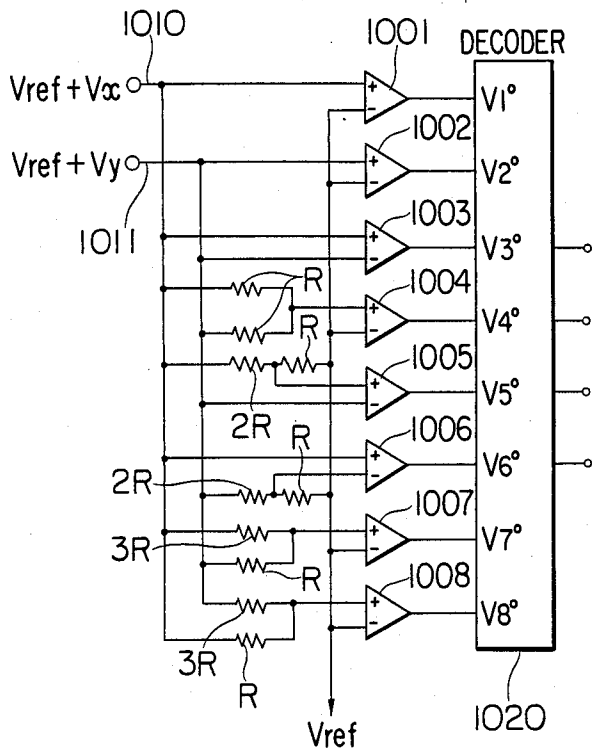 1010
1001
DECODER
Vref+Vx
V1°
1002
Vref+Vy
V2°
1011
1003
V3°
R
1004
R
V4°
1005
2R
V5°
R
1006
2R
V6°
1007
3R
R
V7°
1008
3R
V8°
R
Vref
1020